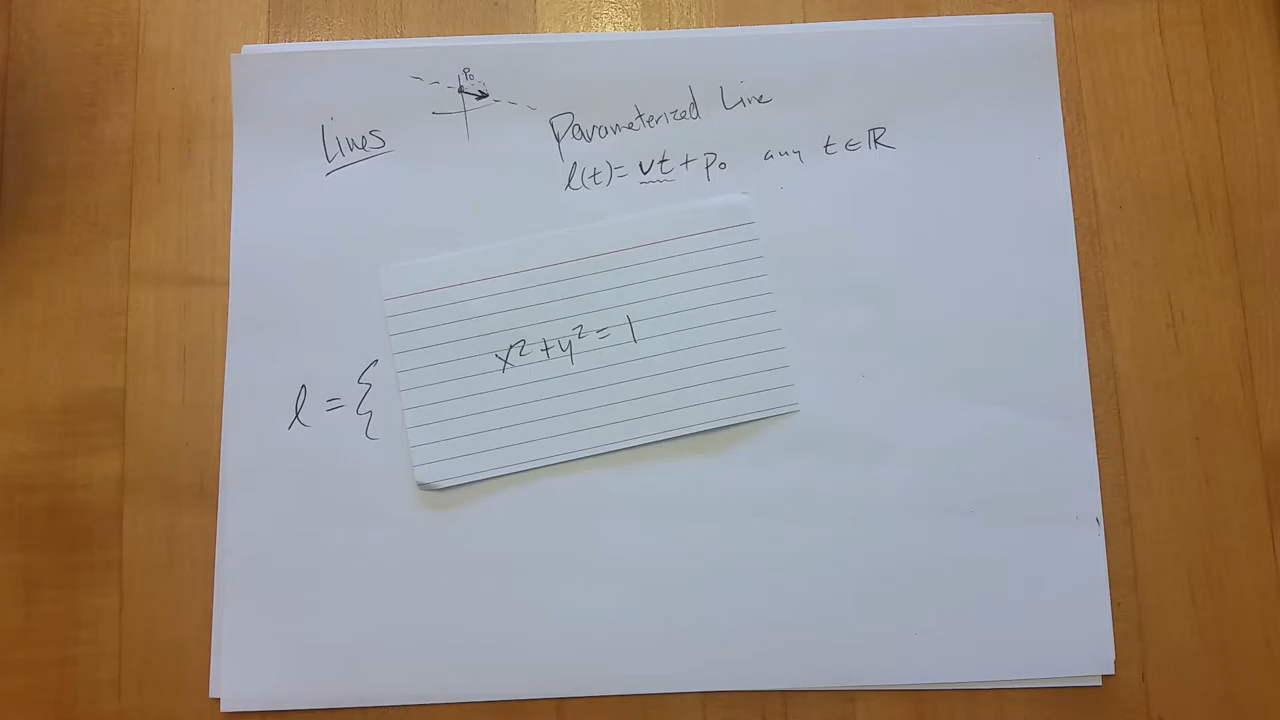 p₀
Lines
Parameterized Line
l(t) = vt + p₀ any t ∈ ℝ
x² + y² = 1
l = {